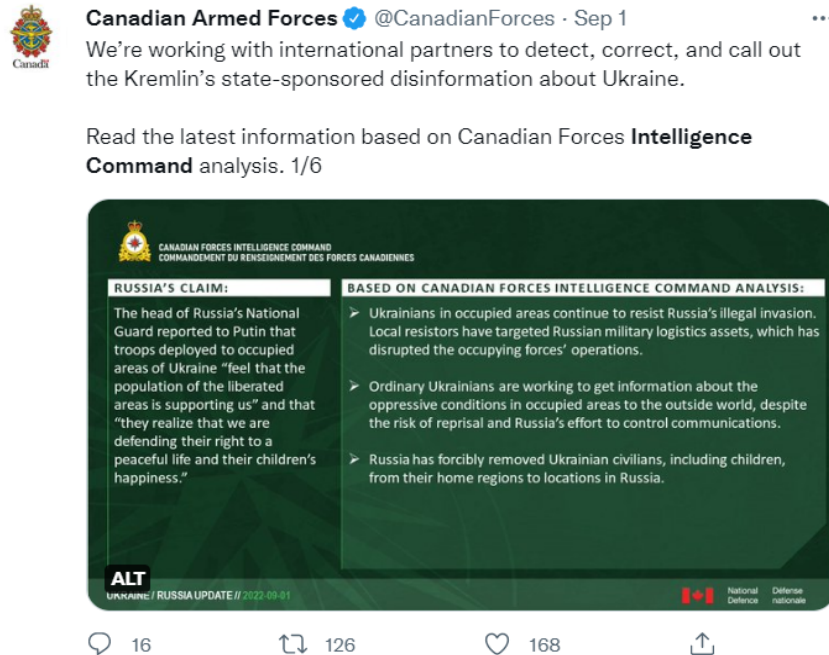 Canadian Armed Forces @CanadianForces · Sep 1
We’re working with international partners to detect, correct, and call out
the Kremlin’s state-sponsored disinformation about Ukraine.
Read the latest information based on Canadian Forces Intelligence
Command analysis. 1/6
Canada
CANADIAN FORCES INTELLIGENCE COMMAND
COMMANDEMENT DU RENSEIGNEMENT DES FORCES CANADIENNES
RUSSIA'S CLAIM:
The head of Russia's National
Guard reported to Putin that
troops deployed to occupied
areas of Ukraine “feel that the
population of the liberated
areas is supporting us” and that
“they realize that we are
defending their right to a
peaceful life and their children's
happiness.”
BASED ON CANADIAN FORCES INTELLIGENCE COMMAND ANALYSIS:
➢ Ukrainians in occupied areas continue to resist Russia's illegal invasion.
Local resistors have targeted Russian military logistics assets, which has
disrupted the occupying forces' operations.
➢ Ordinary Ukrainians are working to get information about the
oppressive conditions in occupied areas to the outside world, despite
the risk of reprisal and Russia's effort to control communications.
➢ Russia has forcibly removed Ukrainian civilians, including children,
from their home regions to locations in Russia.
ALT
UKRAINE / RUSSIA UPDATE // 2022-09-01
National Défense
Defence nationale
16 126 168